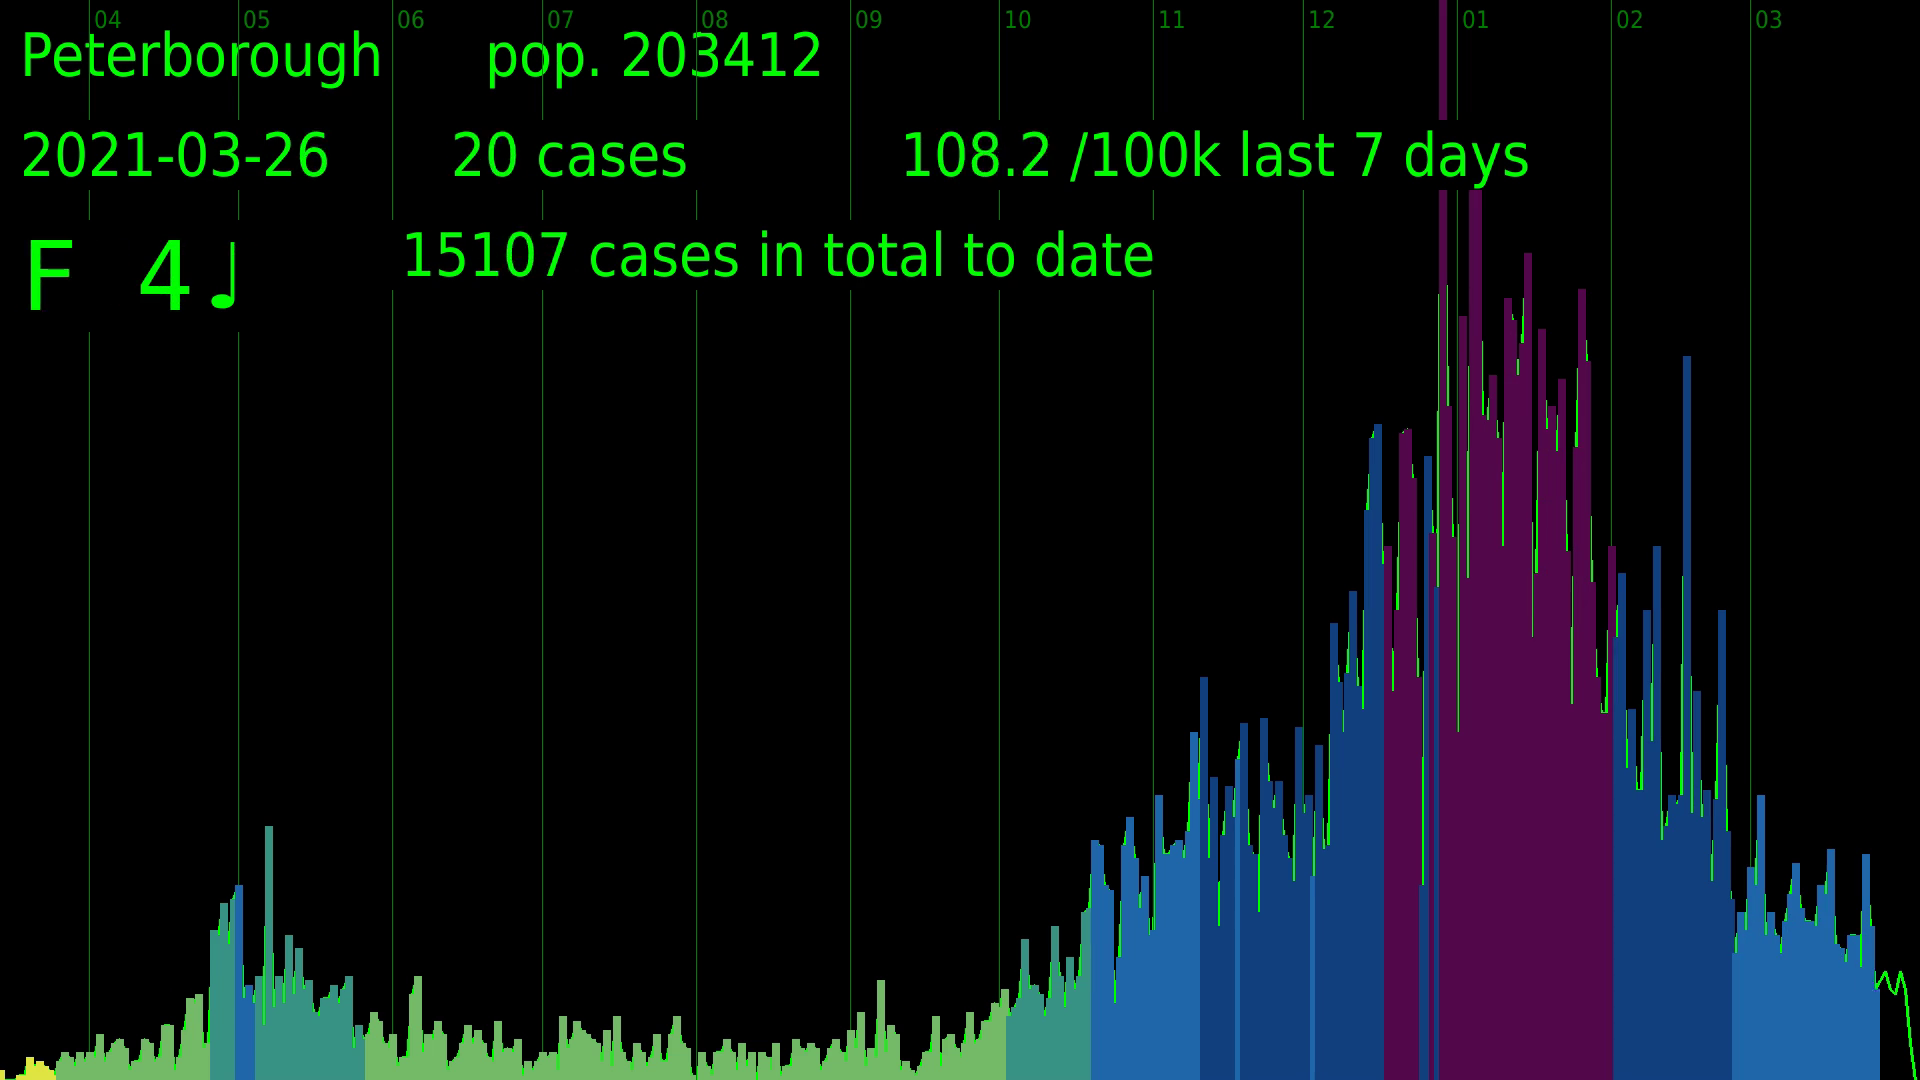 04 05 06 07 08 09 10 11 12 01 02 03
Peterborough pop. 203412
2021-03-26 20 cases 108.2 /100k last 7 days
F 4♩ 15107 cases in total to date